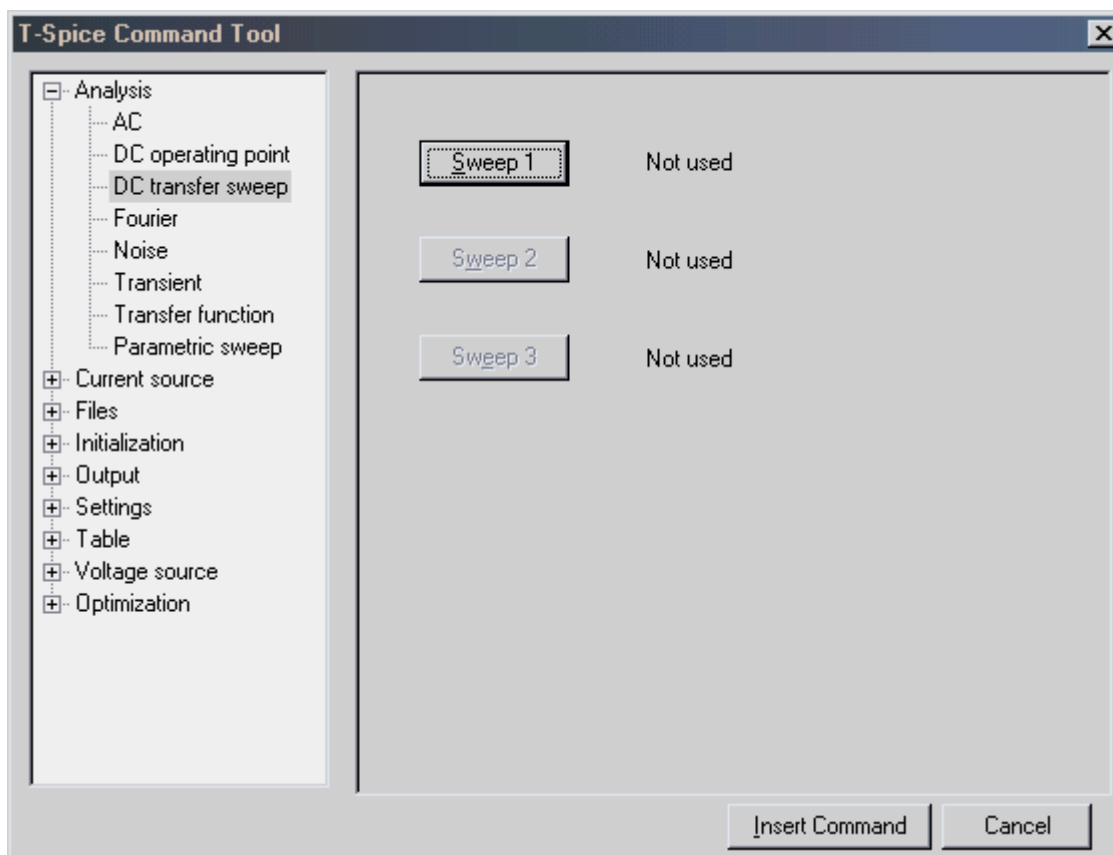 T-Spice Command Tool
Analysis
AC
DC operating point
DC transfer sweep
Fourier
Noise
Transient
Transfer function
Parametric sweep
Current source
Files
Initialization
Output
Settings
Table
Voltage source
Optimization
Sweep 1 Not used
Sweep 2 Not used
Sweep 3 Not used
Insert Command Cancel